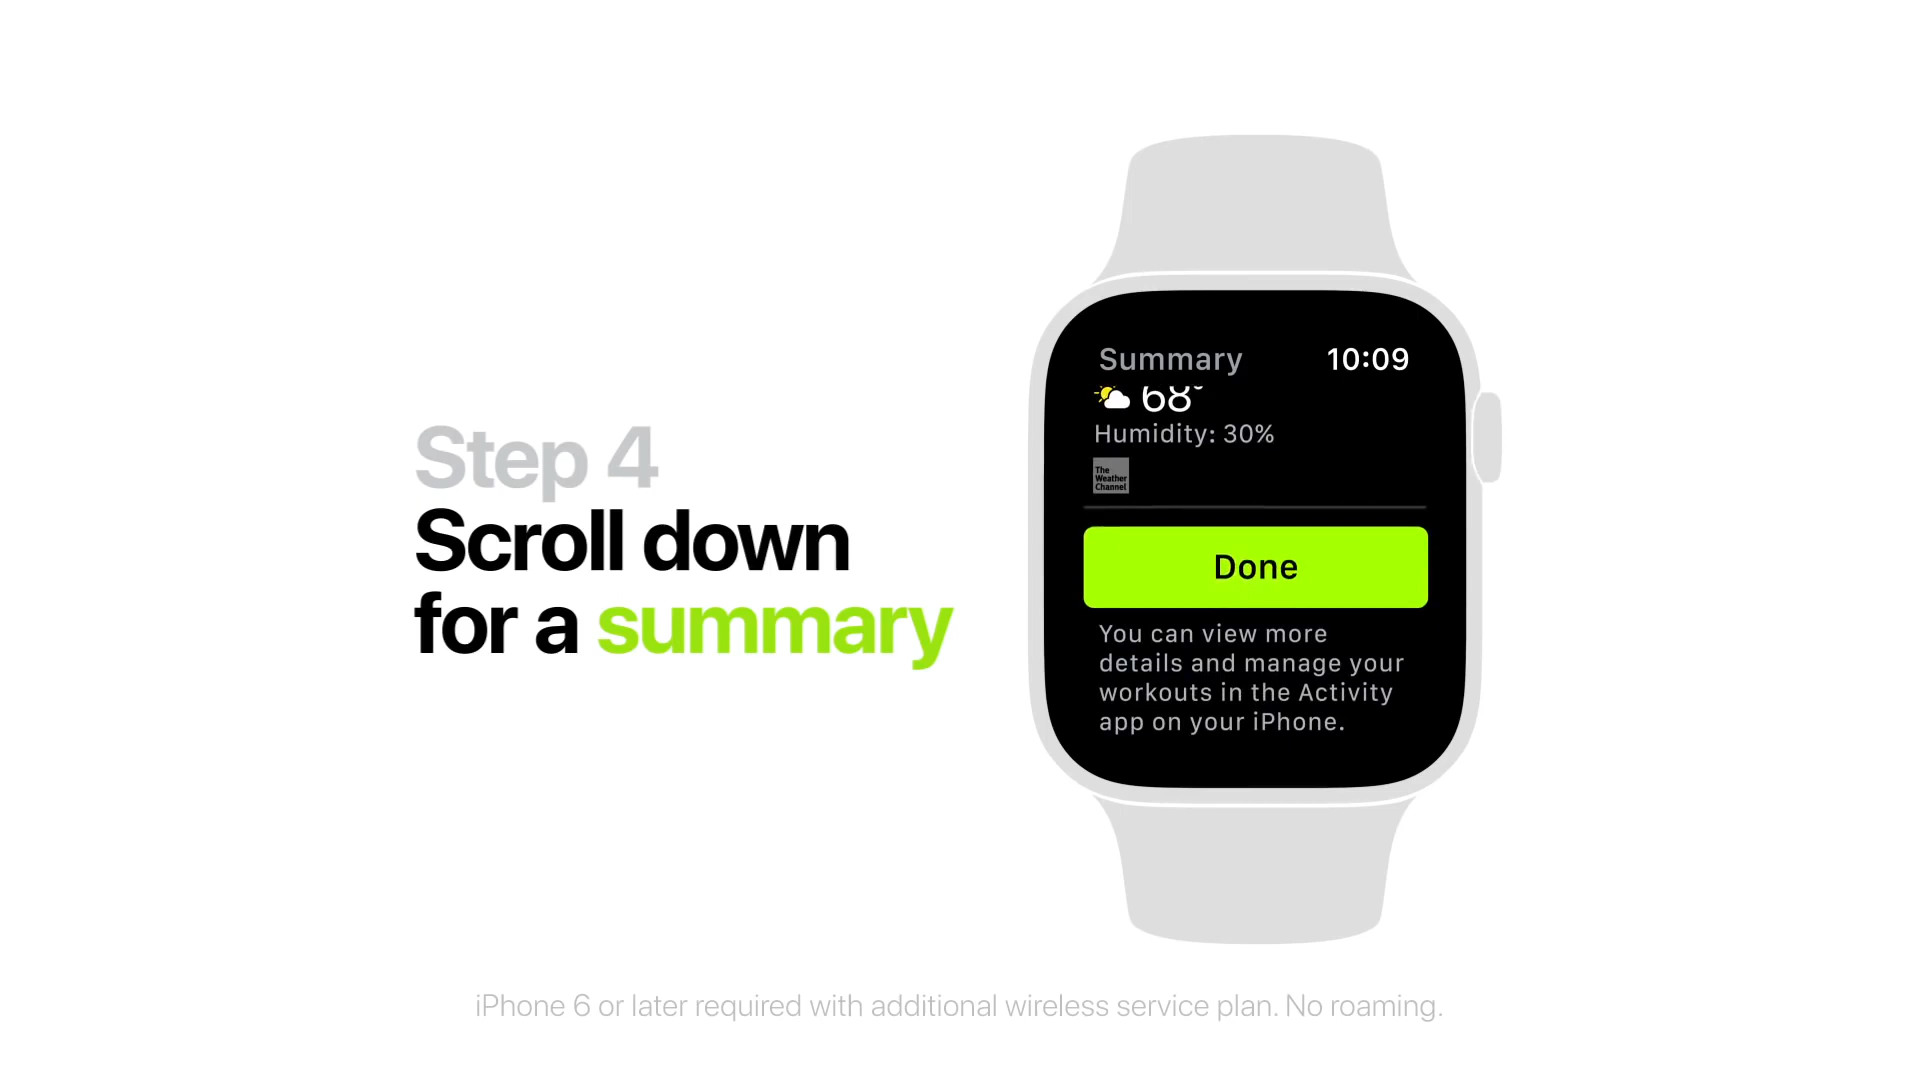 Step 4
Scroll down
for a summary
Summary 10:09
68°
Humidity: 30%
The
Weather
Channel
Done
You can view more
details and manage your
workouts in the Activity
app on your iPhone.
iPhone 6 or later required with additional wireless service plan. No roaming.